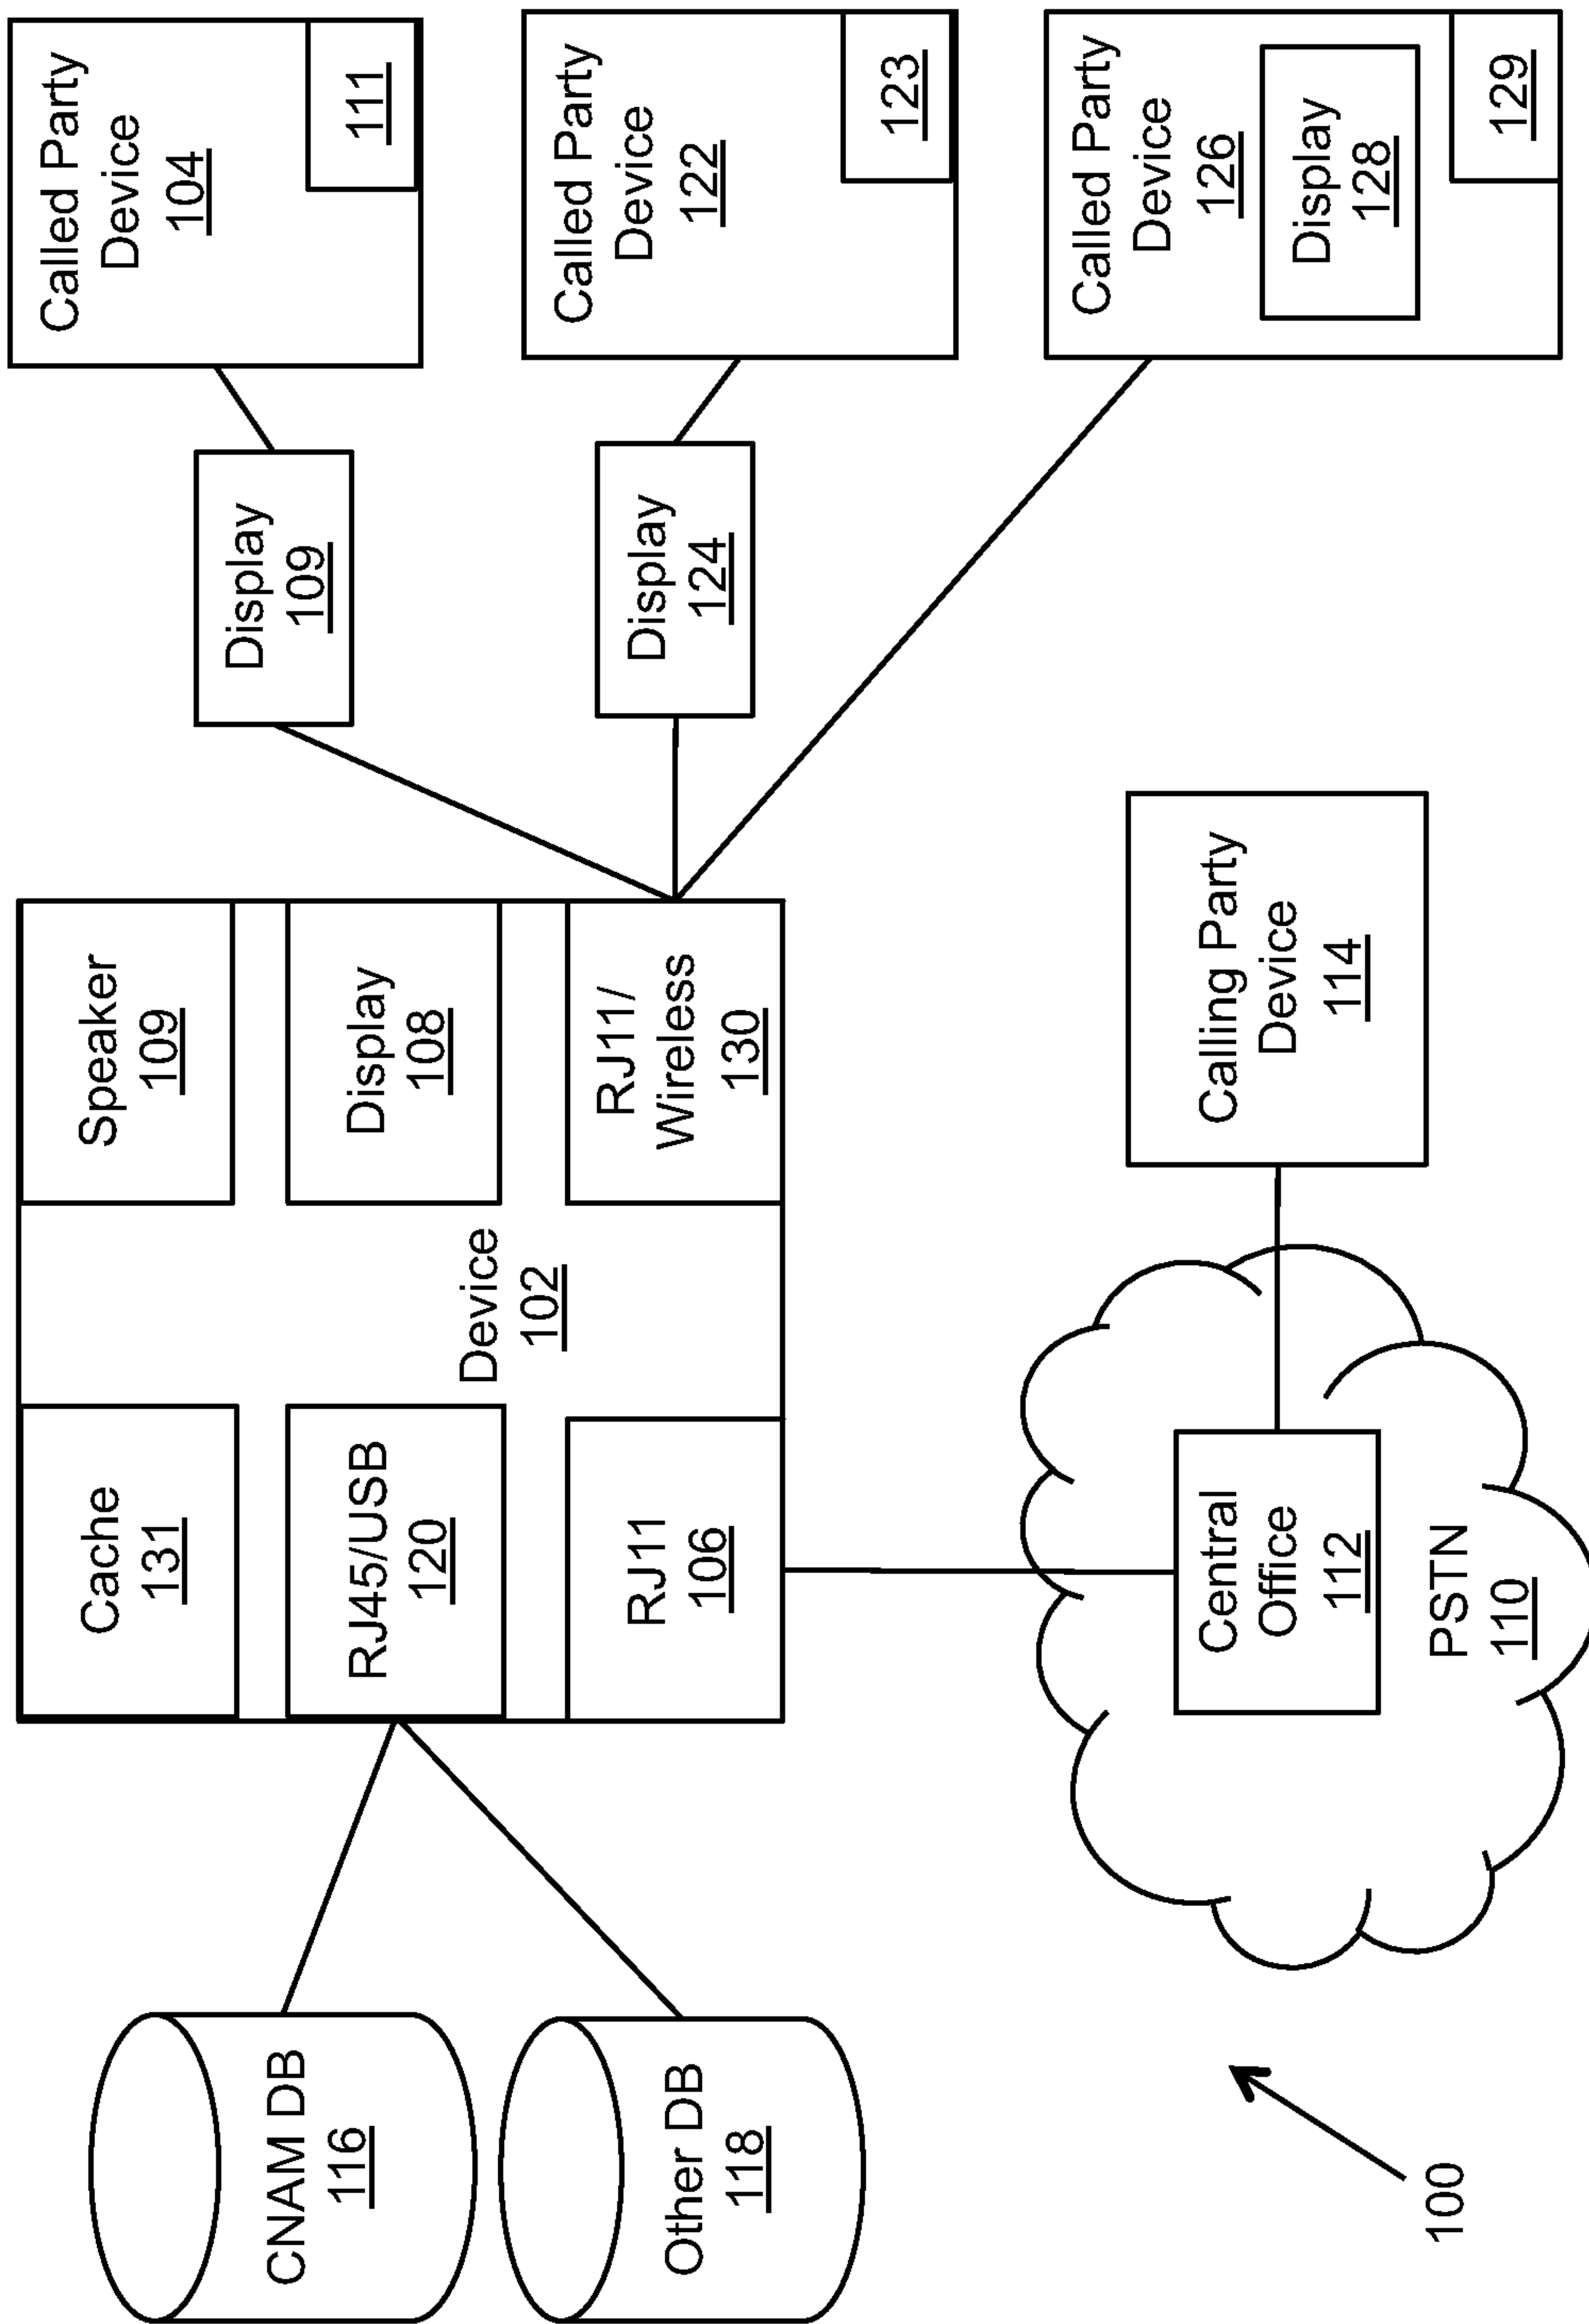 CNAM DB
116
Other DB
118
100
Cache
131
RJ45/USB
120
RJ11
106
Device
102
Speaker
109
Display
108
RJ11/
Wireless
130
Central
Office
112
PSTN
110
Calling Party
Device
114
Display
109
Display
124
Called Party
Device
104
111
Called Party
Device
122
123
Called Party
Device
126
Display
128
129